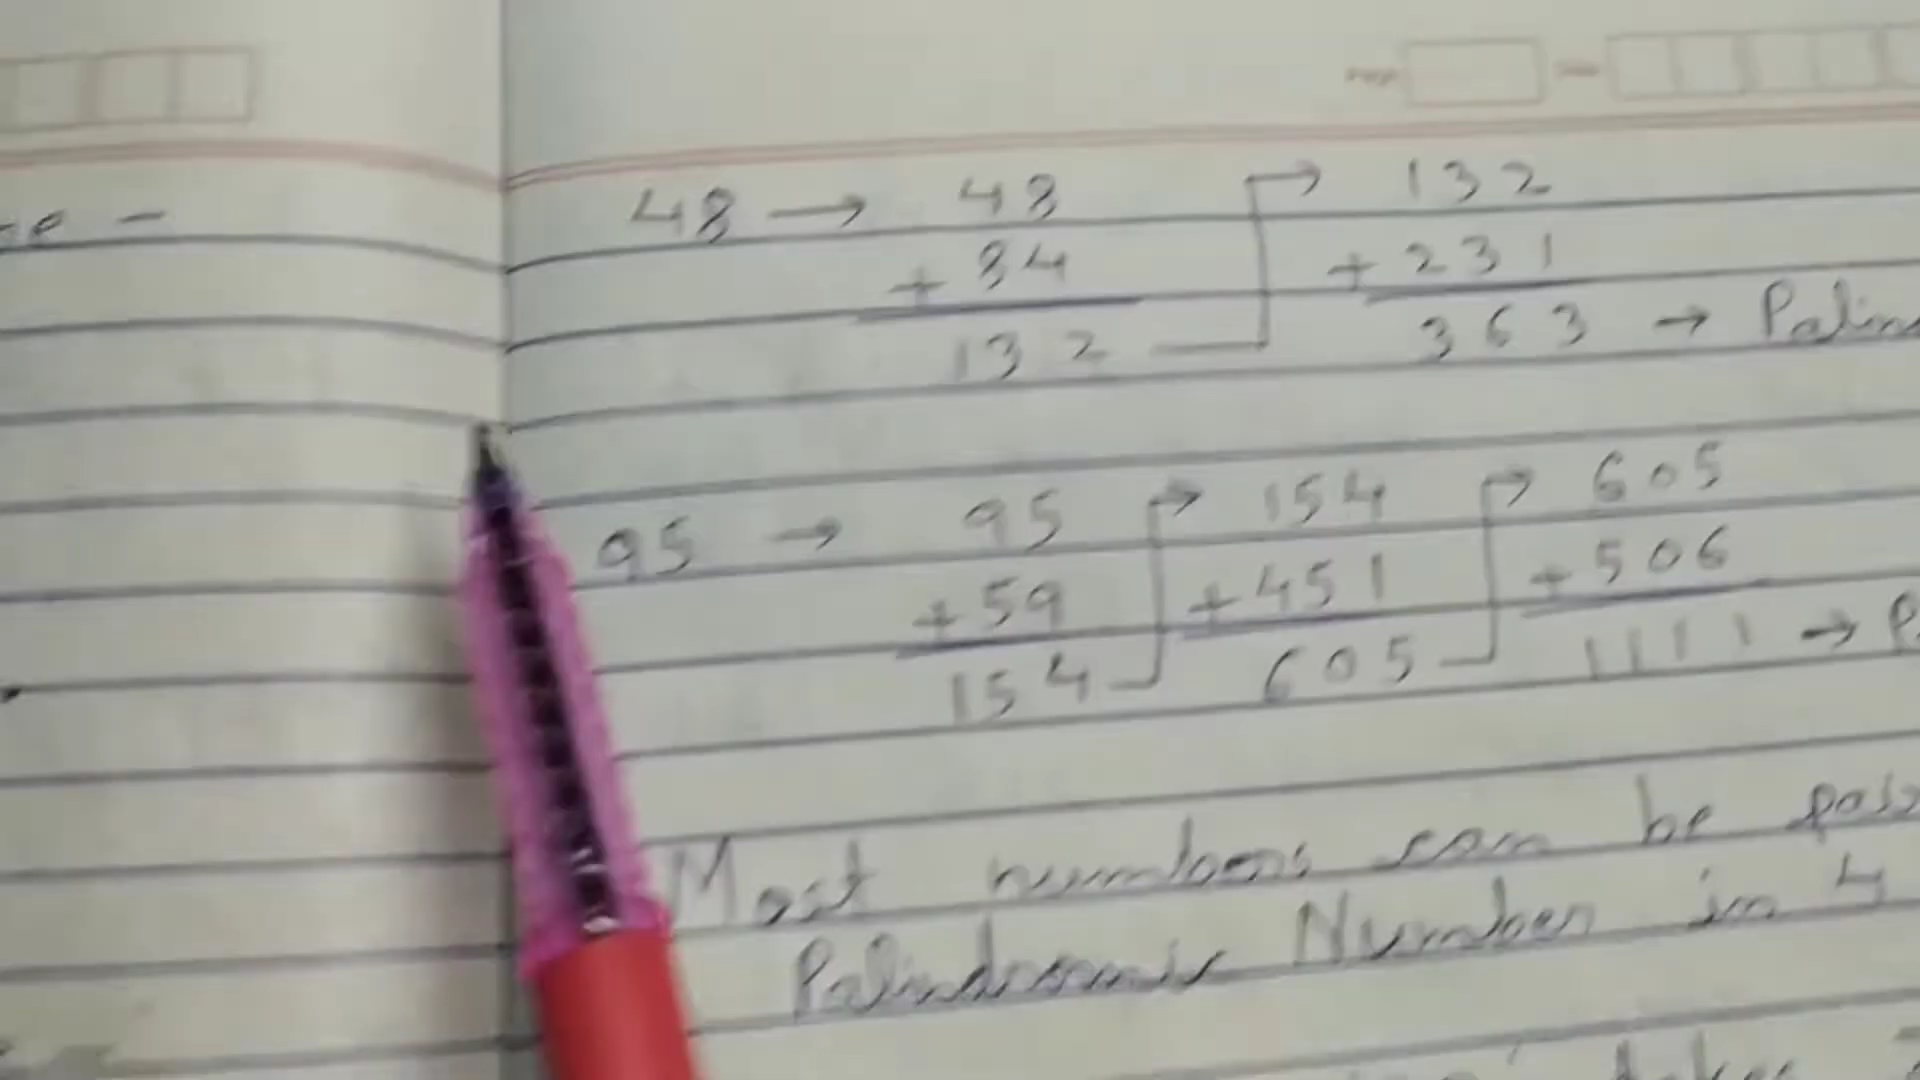 48 → 48 → 132
+ 84 + 231
132 363 → Palin
95 → 95 → 154 → 605
+ 59 + 451 + 506
154 605 1111 → P
Most numbers can be
Palindromic Number in 4
takes